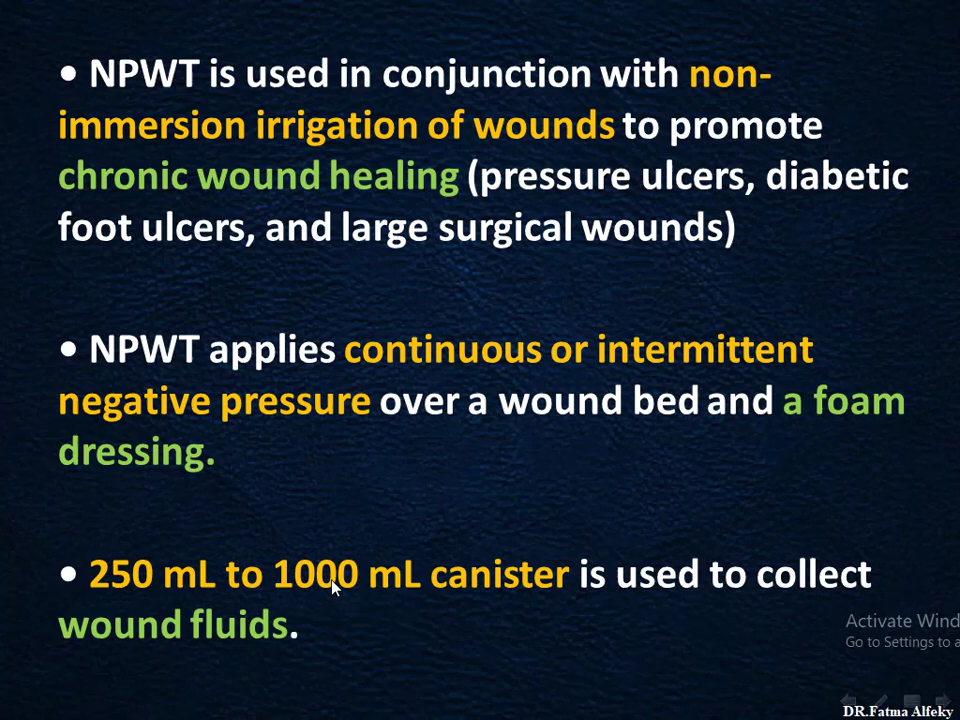 • NPWT is used in conjunction with non-
immersion irrigation of wounds to promote
chronic wound healing (pressure ulcers, diabetic
foot ulcers, and large surgical wounds)
• NPWT applies continuous or intermittent
negative pressure over a wound bed and a foam
dressing.
• 250 mL to 1000 mL canister is used to collect
wound fluids.
Activate Wind
Go to Settings to a
DR.Fatma Alfeky